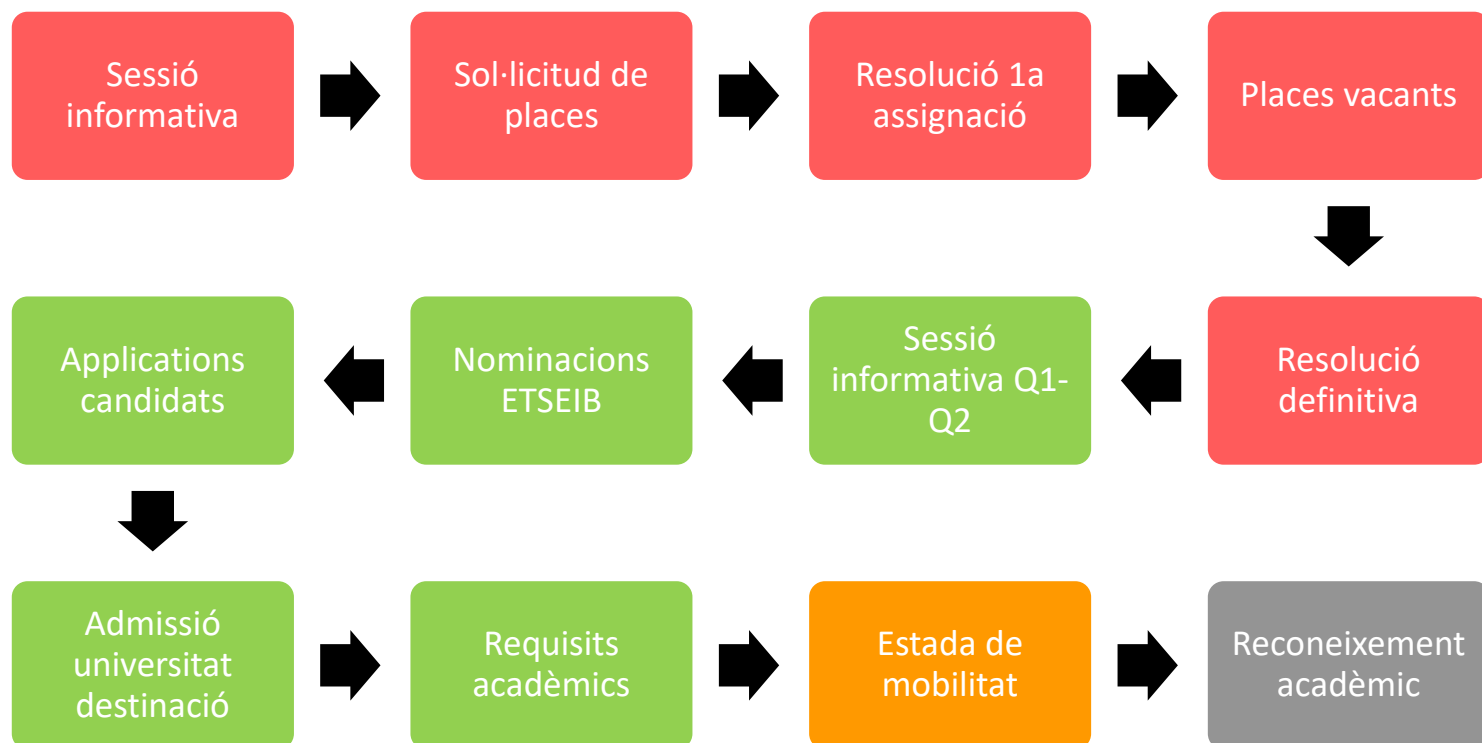 Sessió
informativa
Sol·licitud de
places
Resolució 1a
assignació
Places vacants
Resolució
definitiva
Sessió
informativa Q1-
Q2
Nominacions
ETSEIB
Applications
candidats
Admissió
universitat
destinació
Requisits
acadèmics
Estada de
mobilitat
Reconeixement
acadèmic